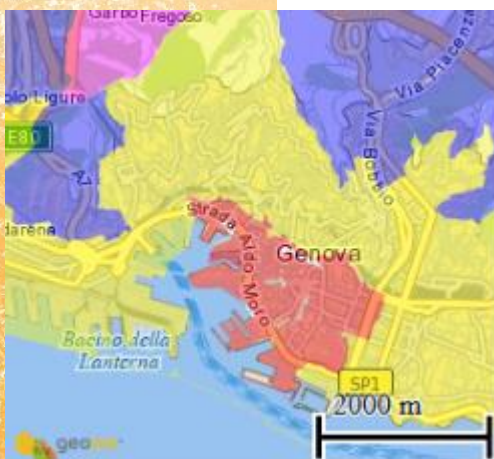 Garbo Fregoso
olo Ligure
Via Piacenza
E80
Via Bobbio
A7
darena
Strada Aldo Moro
Genova
Bacino della
Lanterna
SP1
2000 m
geo